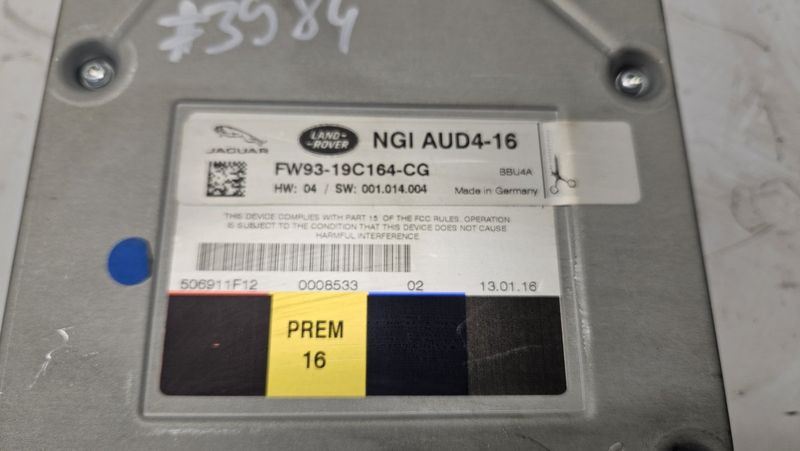 #3984
JAGUAR
LAND-
-ROVER
NGI AUD4-16
FW93-19C164-CG
BBU4A
HW: 04 / SW: 001.014.004
Made in Germany
THIS DEVICE COMPLIES WITH PART 15 OF THE FCC RULES. OPERATION
IS SUBJECT TO THE CONDITION THAT THIS DEVICE DOES NOT CAUSE
HARMFUL INTERFERENCE.
506911F12 0008533 02 13.01.16
PREM
16